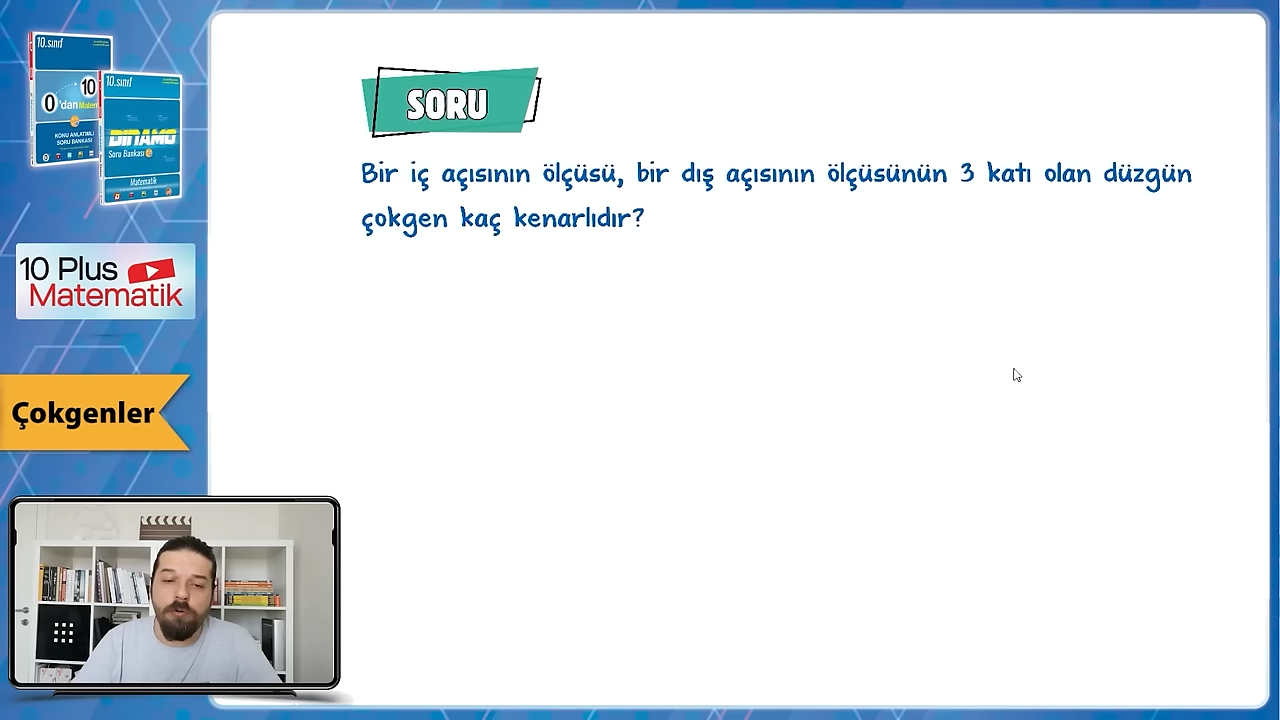 SORU
Bir iç açısının ölçüsü, bir dış açısının ölçüsünün 3 katı olan düzgün
çokgen kaç kenarlıdır?
10.sınıf
0'dan 10
KONU ANLATIMLI
SORU BANKASI
10.sınıf
DİNAMO
Soru Bankası
Matematik
10 Plus
Matematik
Çokgenler